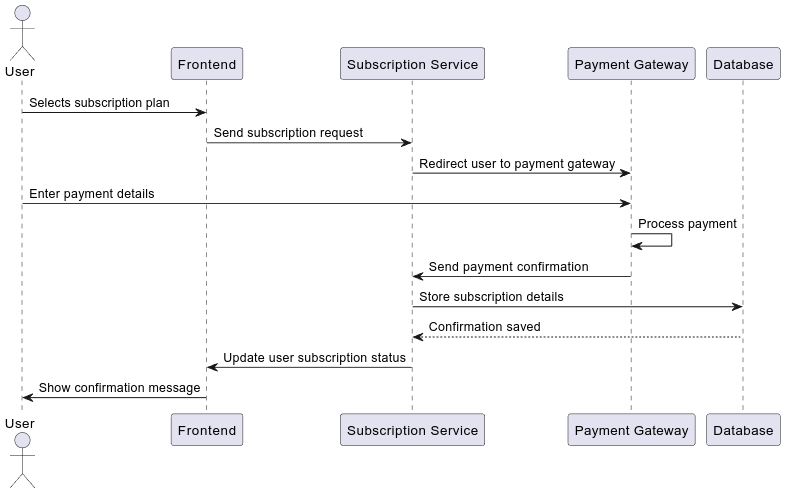 User
Frontend
Subscription Service
Payment Gateway
Database
Selects subscription plan
Send subscription request
Redirect user to payment gateway
Enter payment details
Process payment
Send payment confirmation
Store subscription details
Confirmation saved
Update user subscription status
Show confirmation message
User
Frontend
Subscription Service
Payment Gateway
Database